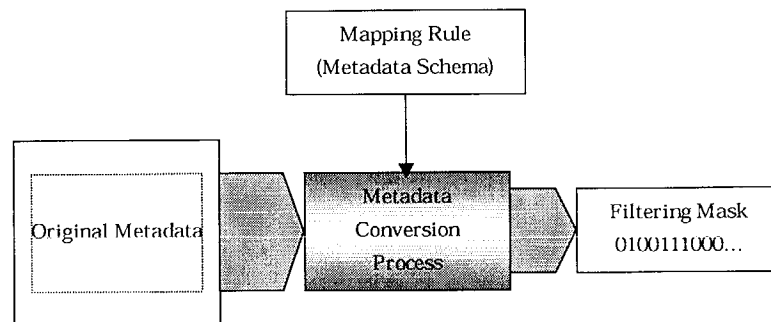 Mapping Rule
(Metadata Schema)
Original Metadata
Metadata
Conversion
Process
Filtering Mask
0100111000...